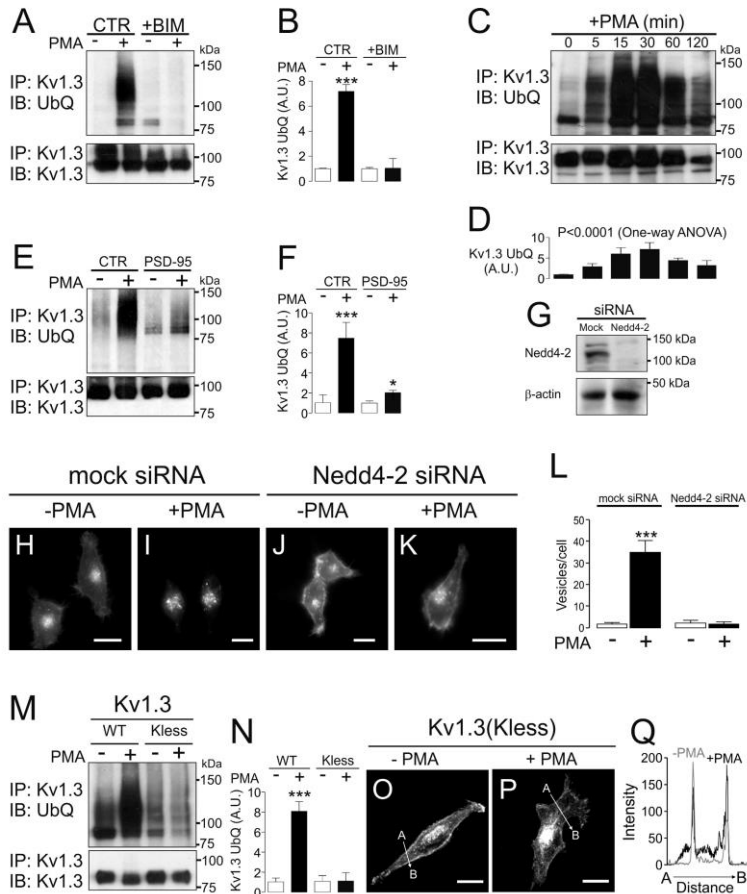 A
CTR +BIM
PMA - + - + kDa
IP: Kv1.3
IB: UbQ
150
100
75
IP: Kv1.3
IB: Kv1.3
100
75
B
CTR +BIM
PMA - + - +
***
Kv1.3 UbQ (A.U.)
8
6
4
2
0
C
+PMA (min)
0 5 15 30 60 120
kDa
IP: Kv1.3
IB: UbQ
150
100
75
IP: Kv1.3
IB: Kv1.3
100
75
D
P<0.0001 (One-way ANOVA)
Kv1.3 UbQ
(A.U.)
10
5
0
E
CTR PSD-95
PMA - + - + kDa
IP: Kv1.3
IB: UbQ
150
100
75
IP: Kv1.3
IB: Kv1.3
100
75
F
CTR PSD-95
PMA - + - +
***
*
Kv1.3 UbQ (A.U.)
10
8
6
4
2
0
G
siRNA
Mock Nedd4-2
Nedd4-2
150 kDa
100 kDa
β-actin
50 kDa
mock siRNA Nedd4-2 siRNA
-PMA +PMA -PMA +PMA
H I J K
L
mock siRNA Nedd4-2 siRNA
***
Vesicles/cell
50
40
30
20
10
0
PMA - + - +
M
Kv1.3
WT Kless
PMA - + - + kDa
IP: Kv1.3
IB: UbQ
150
100
75
IP: Kv1.3
IB: Kv1.3
100
75
N
WT Kless
PMA - + - +
***
Kv1.3 UbQ (A.U.)
10
8
6
4
2
0
Kv1.3(Kless)
- PMA + PMA
O
A
B
P
A
B
Q
-PMA
+PMA
Intensity
200
150
100
50
0
A Distance B